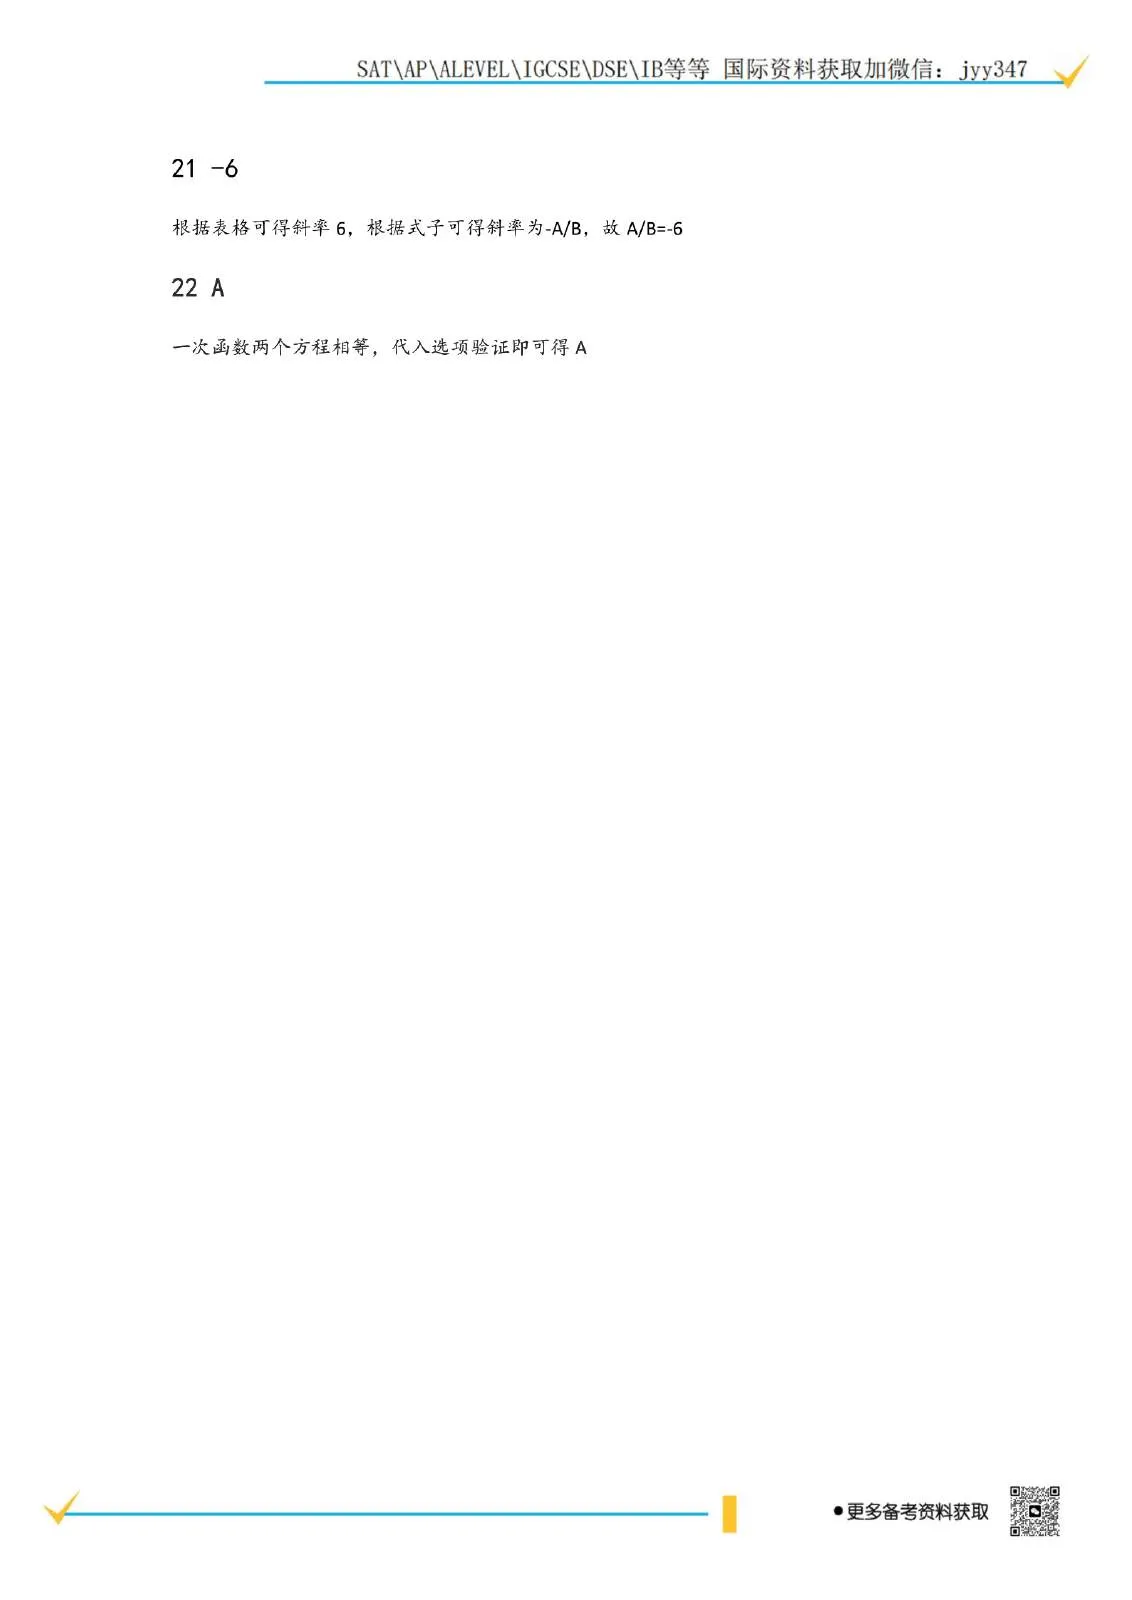 SAT\AP\ALEVEL\IGCSE\DSE\IB等等 国际资料获取加微信：jyy347
21 -6
根据表格可得斜率 6，根据式子可得斜率为-A/B，故 A/B=-6
22 A
一次函数两个方程相等，代入选项验证即可得 A
●更多备考资料获取